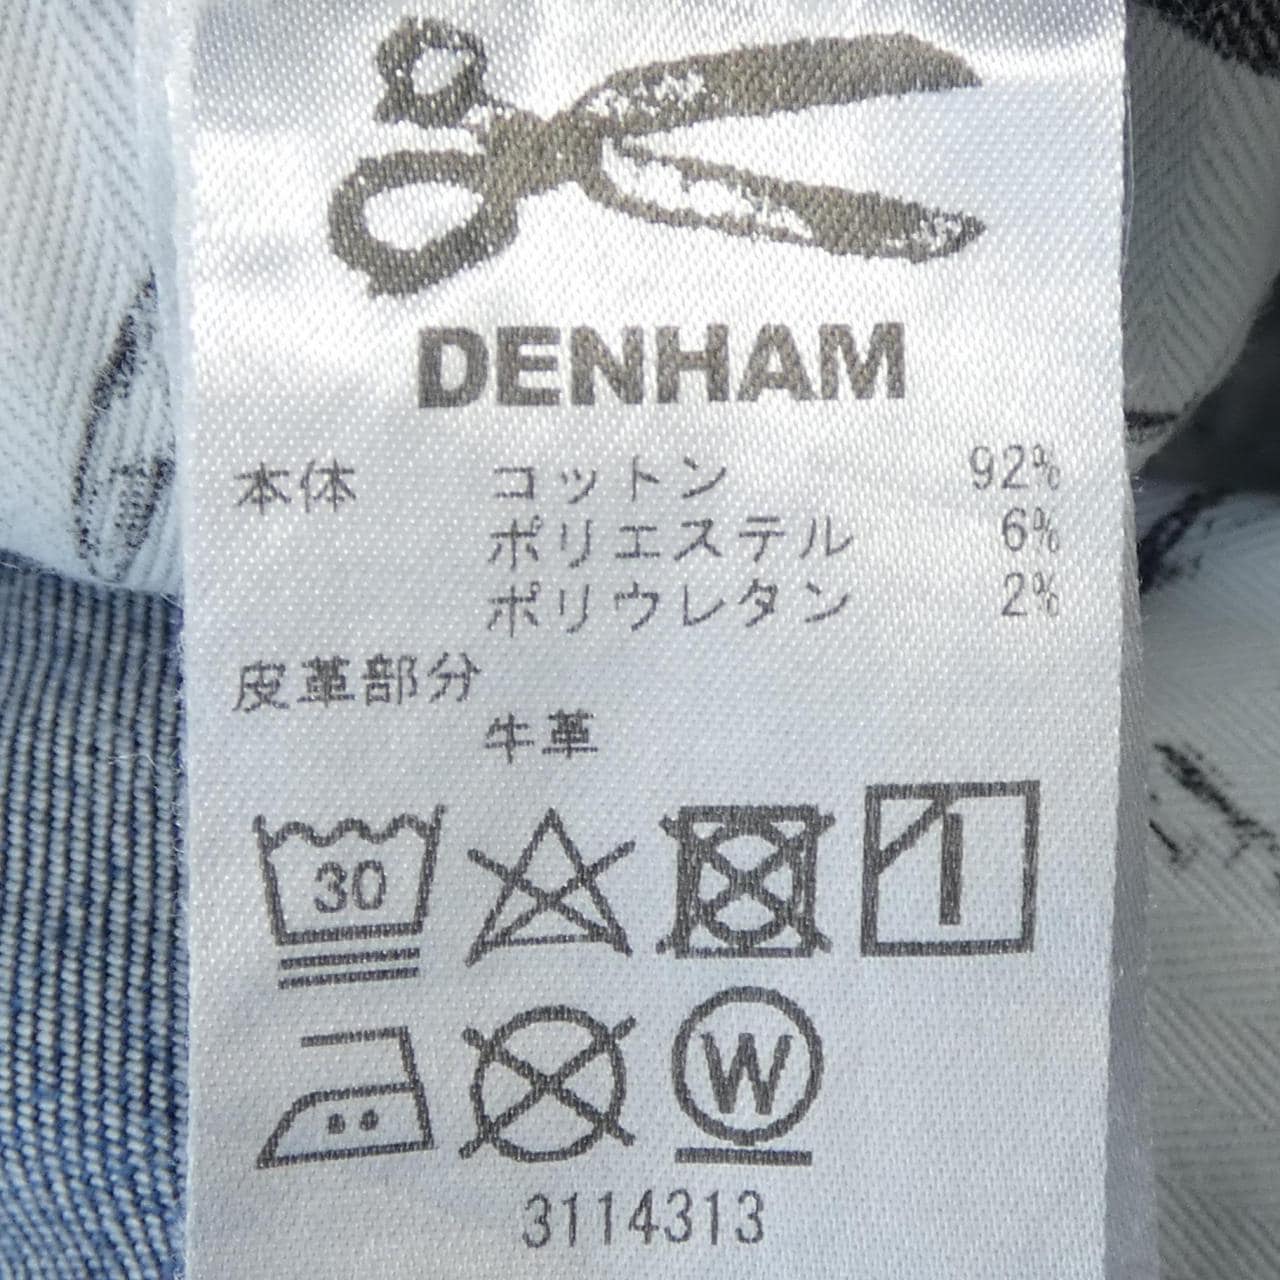 DENHAM
本体 コットン 92%
ポリエステル 6%
ポリウレタン 2%
皮革部分
牛革
30
W
3114313